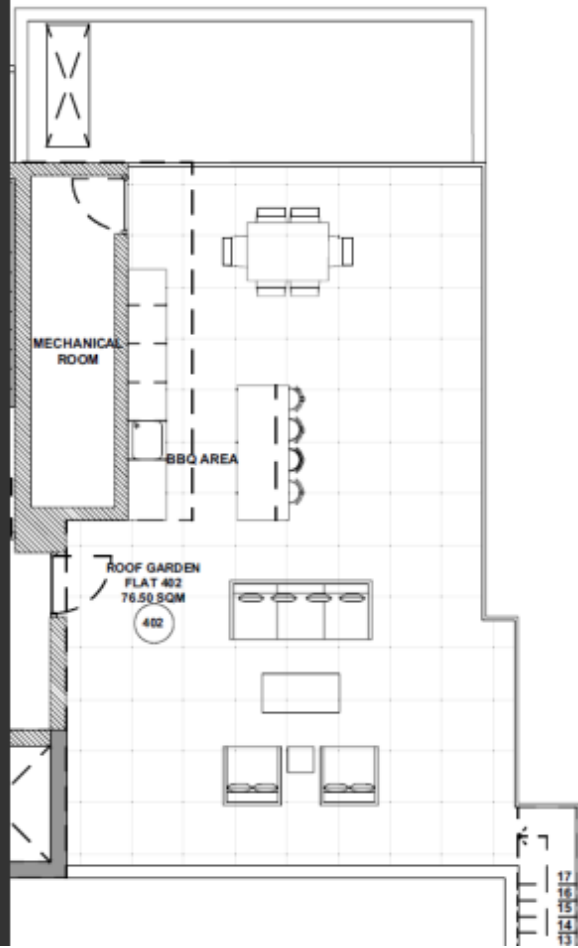 MECHANICAL
ROOM
BBQ AREA
ROOF GARDEN
FLAT 402
76.50 SQM
402
17
16
15
14
13